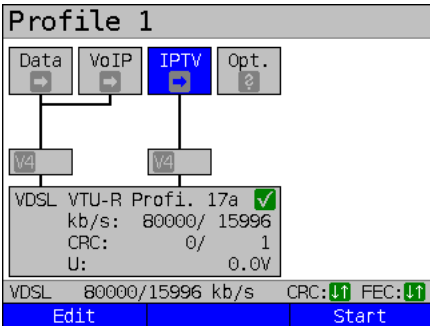 Profile 1
Data VoIP IPTV Opt.
?
V4 V4
VDSL VTU-R Profi. 17a
kb/s: 80000/ 15996
CRC: 0/ 1
U: 0.0V
VDSL 80000/15996 kb/s CRC: FEC:
Edit Start